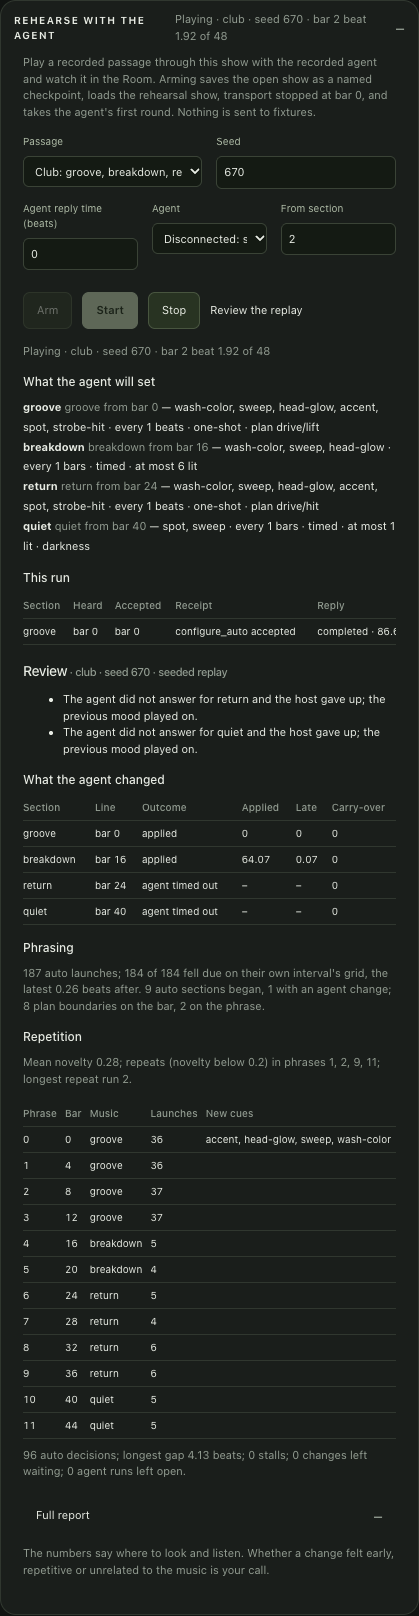 REHEARSE WITH THE
AGENT
Playing · club · seed 670 · bar 2 beat
1.92 of 48
–
Play a recorded passage through this show with the recorded agent
and watch it in the Room. Arming saves the open show as a named
checkpoint, loads the rehearsal show, transport stopped at bar 0, and
takes the agent's first round. Nothing is sent to fixtures.
Passage Seed
Club: groove, breakdown, re 670
Agent reply time
(beats)
Agent From section
0 Disconnected: s 2
Arm Start Stop Review the replay
Playing · club · seed 670 · bar 2 beat 1.92 of 48
What the agent will set
groove groove from bar 0 — wash-color, sweep, head-glow, accent,
spot, strobe-hit · every 1 beats · one-shot · plan drive/lift
breakdown breakdown from bar 16 — wash-color, sweep, head-glow ·
every 1 bars · timed · at most 6 lit
return return from bar 24 — wash-color, sweep, head-glow, accent,
spot, strobe-hit · every 1 beats · one-shot · plan drive/hit
quiet quiet from bar 40 — spot, sweep · every 1 bars · timed · at most 1
lit · darkness
This run
Section Heard Accepted Receipt Reply
groove bar 0 bar 0 configure_auto accepted completed · 86.6
Review · club · seed 670 · seeded replay
• The agent did not answer for return and the host gave up; the
previous mood played on.
• The agent did not answer for quiet and the host gave up; the
previous mood played on.
What the agent changed
Section Line Outcome Applied Late Carry-over
groove bar 0 applied 0 0 0
breakdown bar 16 applied 64.07 0.07 0
return bar 24 agent timed out – – 0
quiet bar 40 agent timed out – – 0
Phrasing
187 auto launches; 184 of 184 fell due on their own interval's grid, the
latest 0.26 beats after. 9 auto sections began, 1 with an agent change;
8 plan boundaries on the bar, 2 on the phrase.
Repetition
Mean novelty 0.28; repeats (novelty below 0.2) in phrases 1, 2, 9, 11;
longest repeat run 2.
Phrase Bar Music Launches New cues
0 0 groove 36 accent, head-glow, sweep, wash-color
1 4 groove 36
2 8 groove 37
3 12 groove 37
4 16 breakdown 5
5 20 breakdown 4
6 24 return 5
7 28 return 4
8 32 return 6
9 36 return 6
10 40 quiet 5
11 44 quiet 5
96 auto decisions; longest gap 4.13 beats; 0 stalls; 0 changes left
waiting; 0 agent runs left open.
Full report –
The numbers say where to look and listen. Whether a change felt early,
repetitive or unrelated to the music is your call.